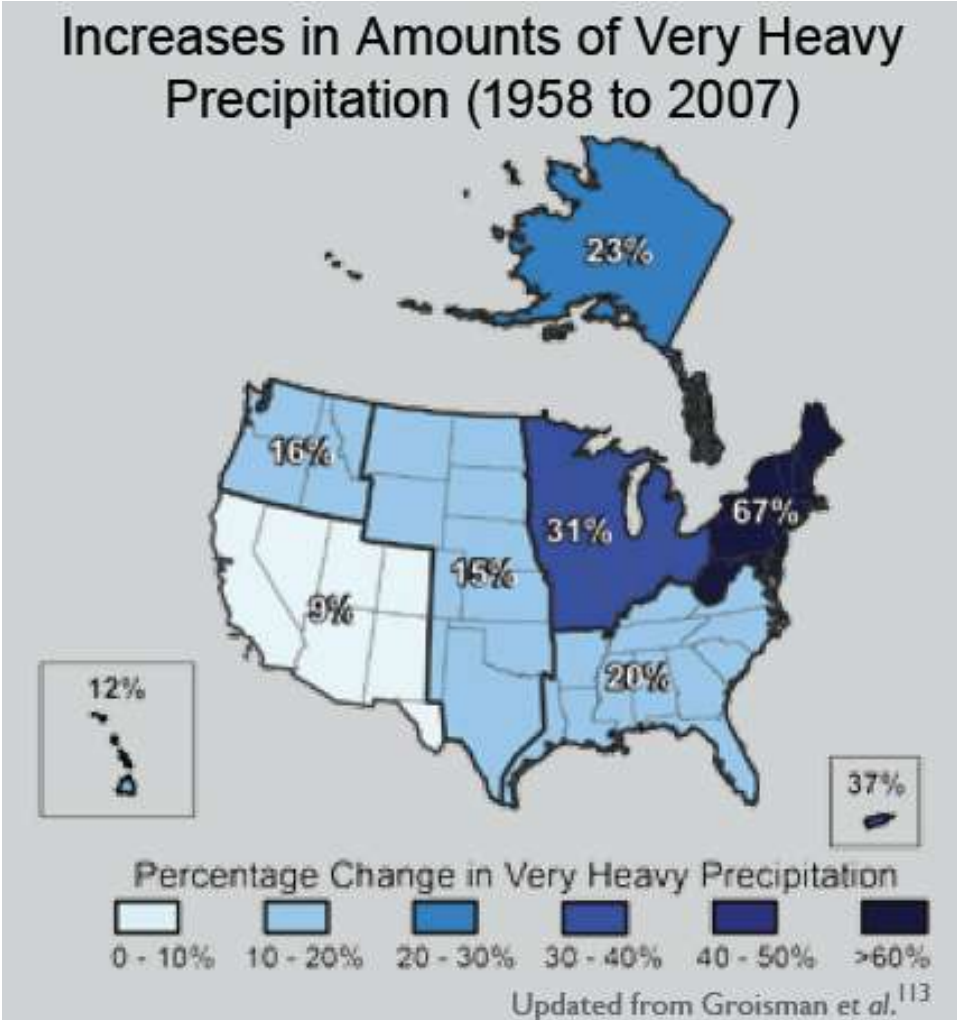 Increases in Amounts of Very Heavy
Precipitation (1958 to 2007)
23%
16%
67%
31%
15%
9%
20%
12%
37%
Percentage Change in Very Heavy Precipitation
0 - 10% 10 - 20% 20 - 30% 30 - 40% 40 - 50% >60%
Updated from Groisman et al.113